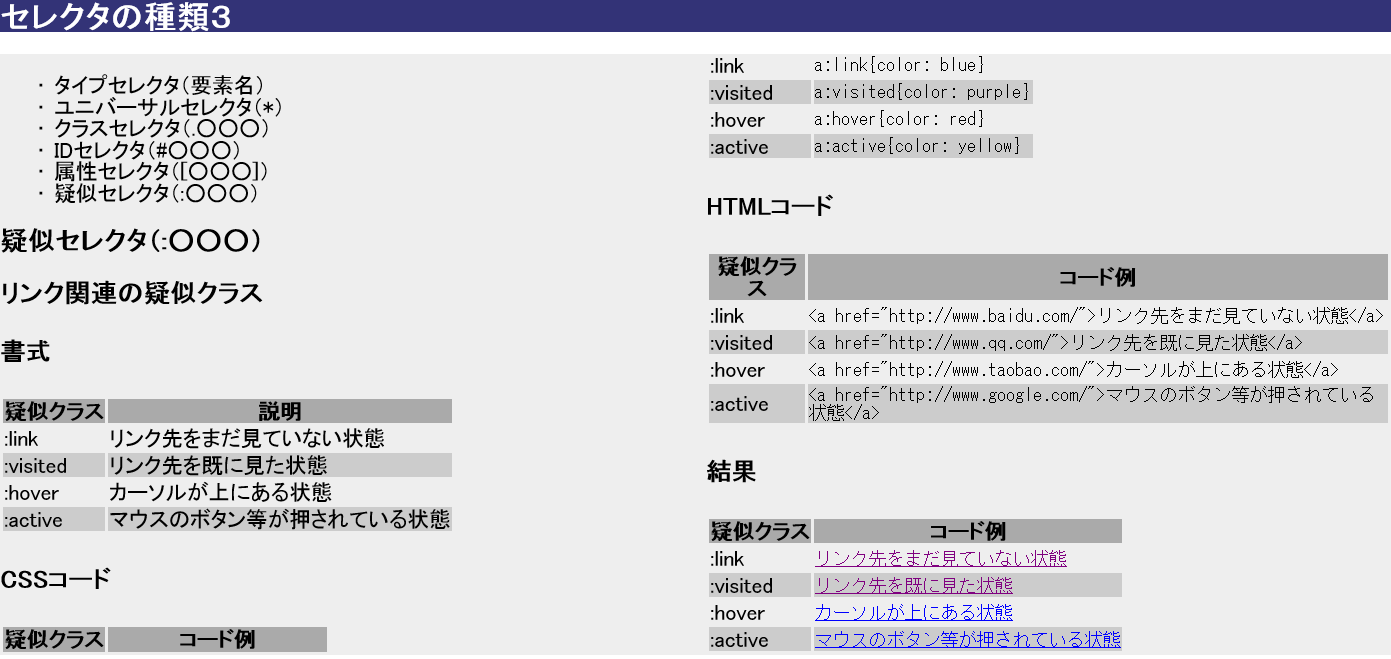 セレクタの種類3
・ タイプセレクタ(要素名)
・ ユニバーサルセレクタ(*)
・ クラスセレクタ(.〇〇〇)
・ IDセレクタ(#〇〇〇)
・ 属性セレクタ([〇〇〇])
・ 疑似セレクタ(:〇〇〇)
疑似セレクタ(:〇〇〇)
リンク関連の疑似クラス
書式
疑似クラス 説明
:link リンク先をまだ見ていない状態
:visited リンク先を既に見た状態
:hover カーソルが上にある状態
:active マウスのボタン等が押されている状態
CSSコード
疑似クラス コード例
:link a:link{color: blue}
:visited a:visited{color: purple}
:hover a:hover{color: red}
:active a:active{color: yellow}
HTMLコード
疑似クラ
ス コード例
:link <a href="http://www.baidu.com/">リンク先をまだ見ていない状態</a>
:visited <a href="http://www.qq.com/">リンク先を既に見た状態</a>
:hover <a href="http://www.taobao.com/">カーソルが上にある状態</a>
:active <a href="http://www.google.com/">マウスのボタン等が押されている
状態</a>
結果
疑似クラス コード例
:link リンク先をまだ見ていない状態
:visited リンク先を既に見た状態
:hover カーソルが上にある状態
:active マウスのボタン等が押されている状態